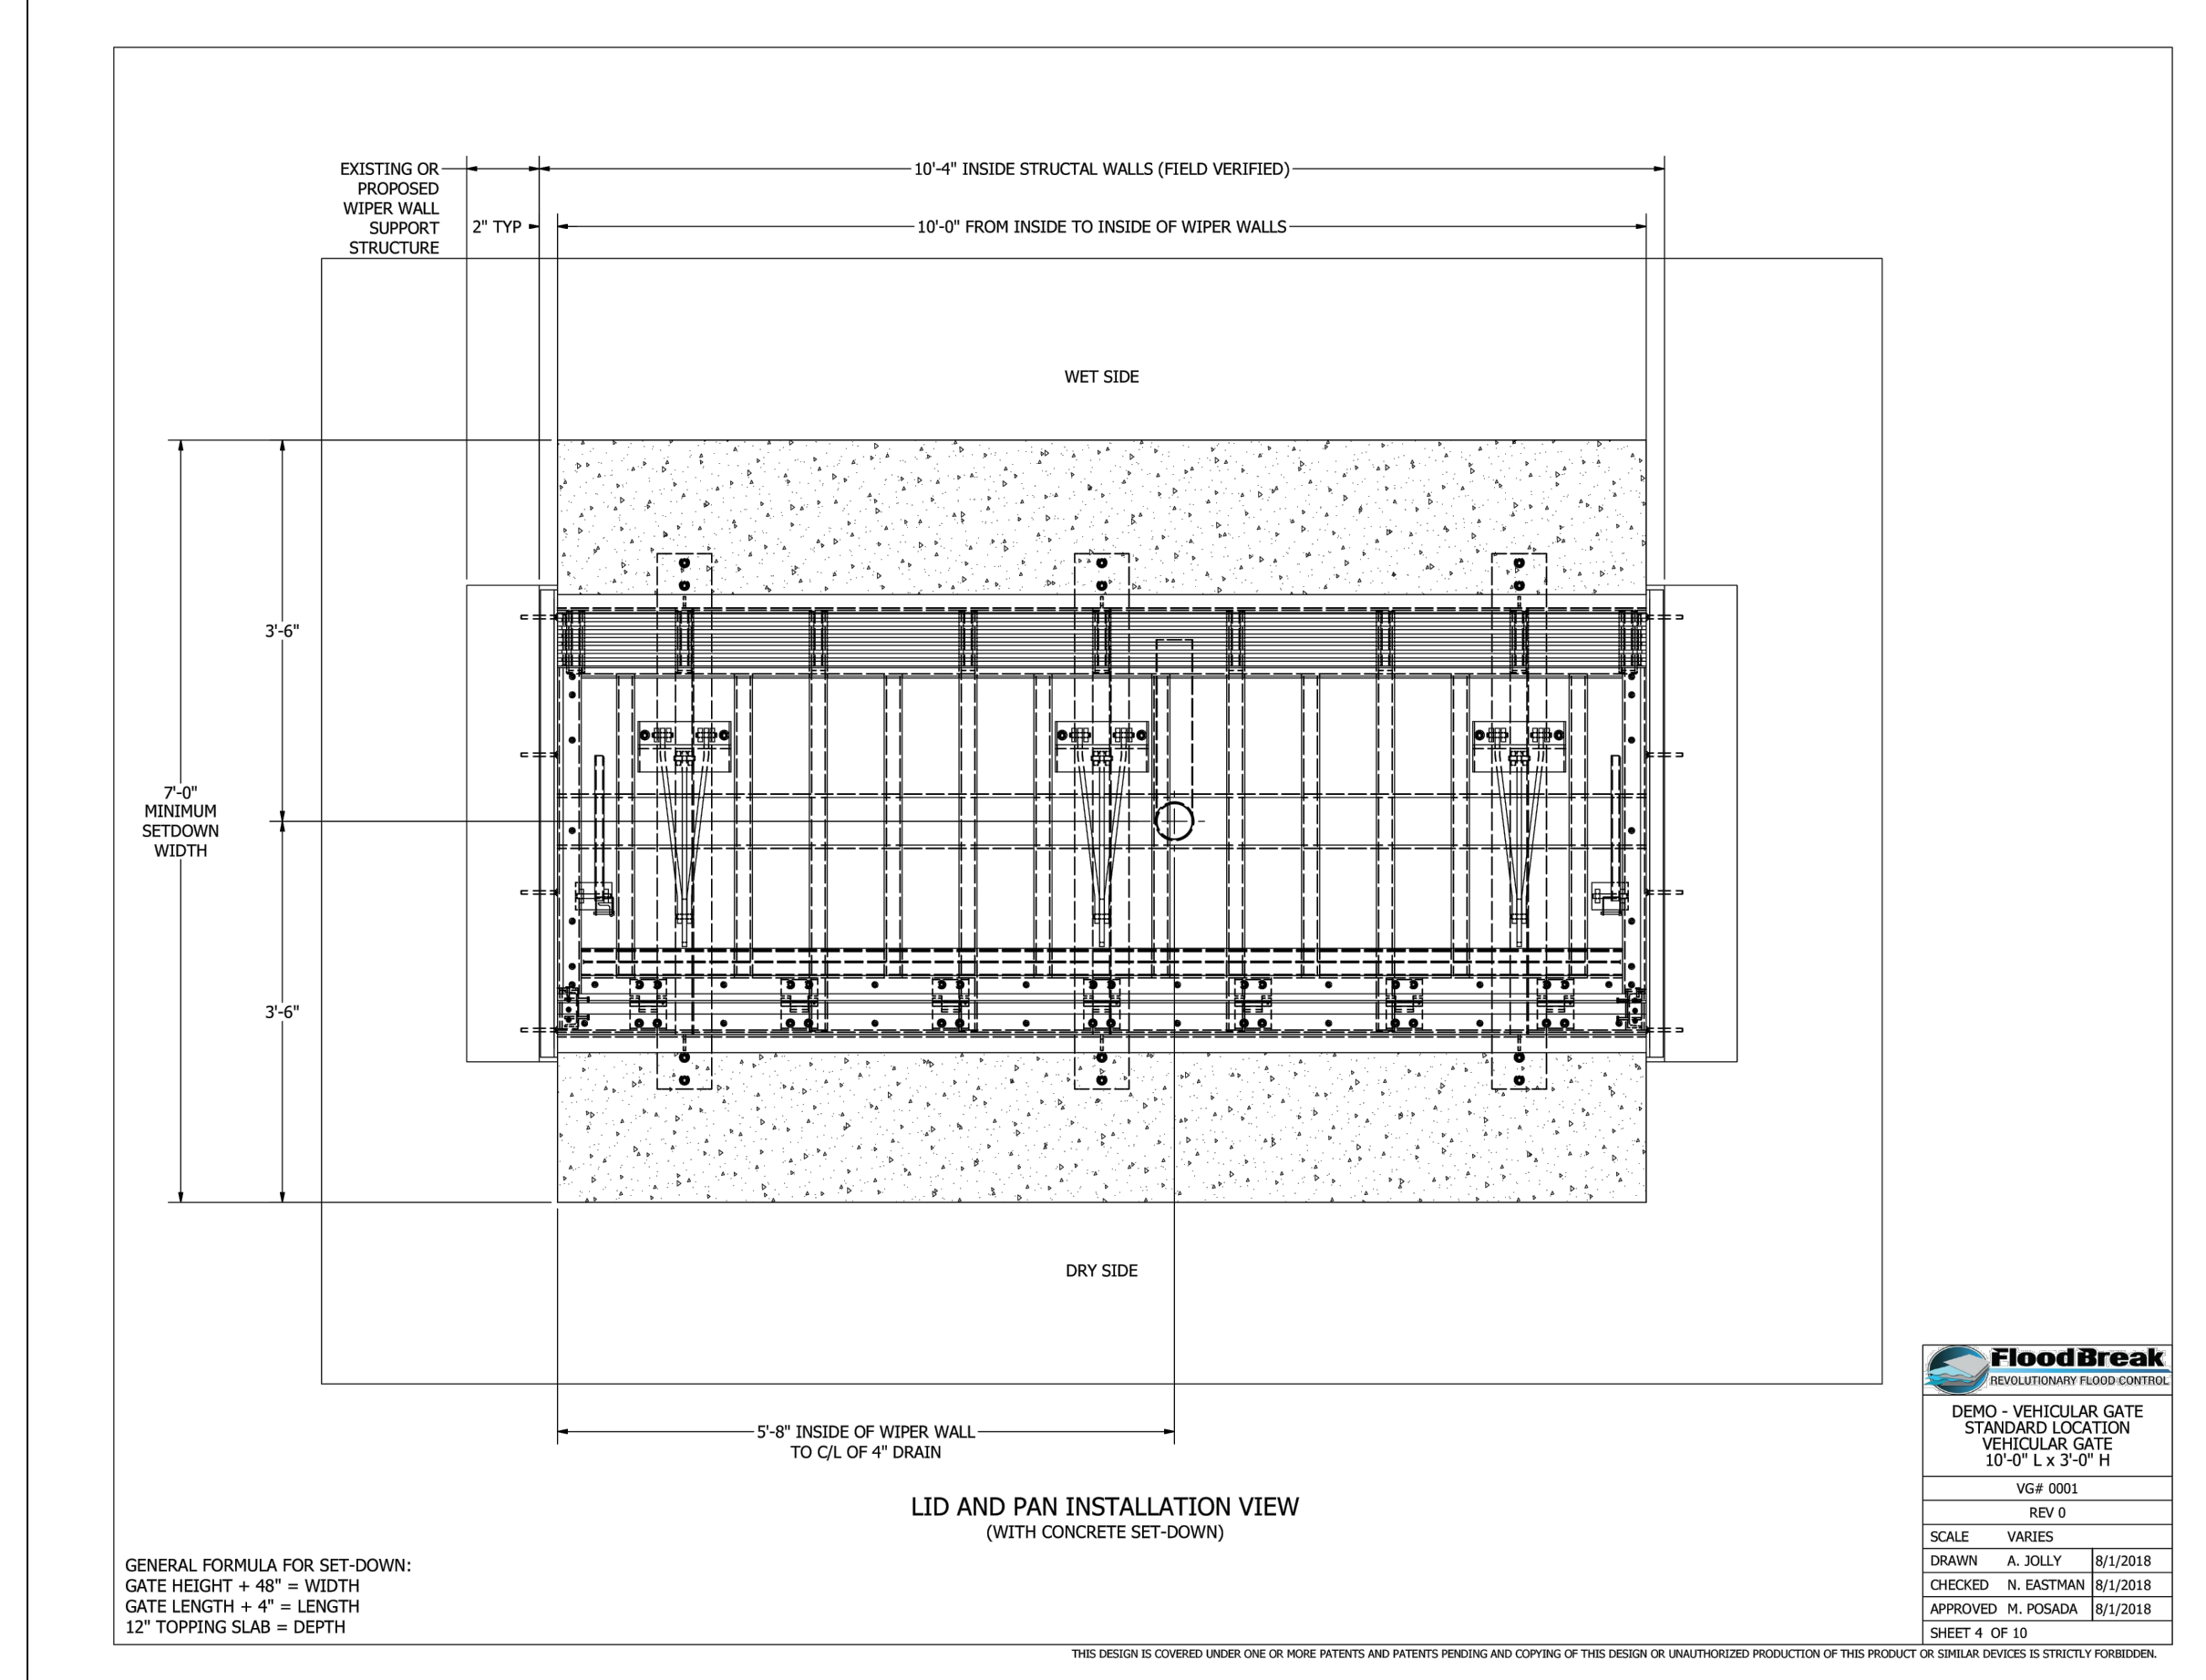 EXISTING OR
PROPOSED
WIPER WALL
SUPPORT
STRUCTURE
10'-4" INSIDE STRUCTAL WALLS (FIELD VERIFIED)
2" TYP
10'-0" FROM INSIDE TO INSIDE OF WIPER WALLS
WET SIDE
3'-6"
7'-0"
MINIMUM
SETDOWN
WIDTH
3'-6"
DRY SIDE
5'-8" INSIDE OF WIPER WALL
TO C/L OF 4" DRAIN
LID AND PAN INSTALLATION VIEW
(WITH CONCRETE SET-DOWN)
GENERAL FORMULA FOR SET-DOWN:
GATE HEIGHT + 48" = WIDTH
GATE LENGTH + 4" = LENGTH
12" TOPPING SLAB = DEPTH
FloodBreak
REVOLUTIONARY FLOOD CONTROL
DEMO - VEHICULAR GATE
STANDARD LOCATION
VEHICULAR GATE
10'-0" L x 3'-0" H
VG# 0001
REV 0
SCALE VARIES
DRAWN A. JOLLY 8/1/2018
CHECKED N. EASTMAN 8/1/2018
APPROVED M. POSADA 8/1/2018
SHEET 4 OF 10
THIS DESIGN IS COVERED UNDER ONE OR MORE PATENTS AND PATENTS PENDING AND COPYING OF THIS DESIGN OR UNAUTHORIZED PRODUCTION OF THIS PRODUCT OR SIMILAR DEVICES IS STRICTLY FORBIDDEN.